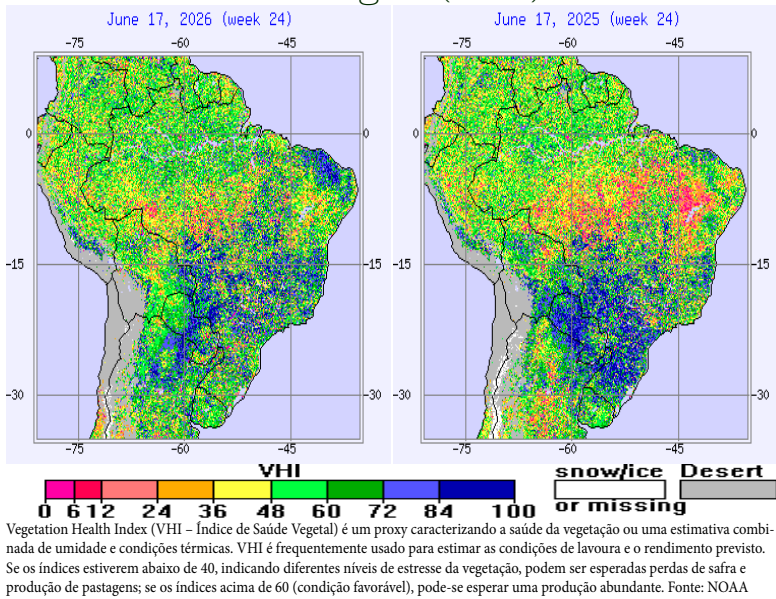 June 17, 2026 (week 24) June 17, 2025 (week 24)
-75 -60 -45 -75 -60 -45
0 0 0
-15 -15 -15
-30 -30 -30
-75 -60 -45 -75 -60 -45
VHI snow/ice Desert
0 6 12 24 36 48 60 72 84 100 or missing
Vegetation Health Index (VHI – Índice de Saúde Vegetal) é um proxy caracterizando a saúde da vegetação ou uma estimativa combi-
nada de umidade e condições térmicas. VHI é frequentemente usado para estimar as condições de lavoura e o rendimento previsto.
Se os índices estiverem abaixo de 40, indicando diferentes níveis de estresse da vegetação, podem ser esperadas perdas de safra e
produção de pastagens; se os índices acima de 60 (condição favorável), pode-se esperar uma produção abundante. Fonte: NOAA